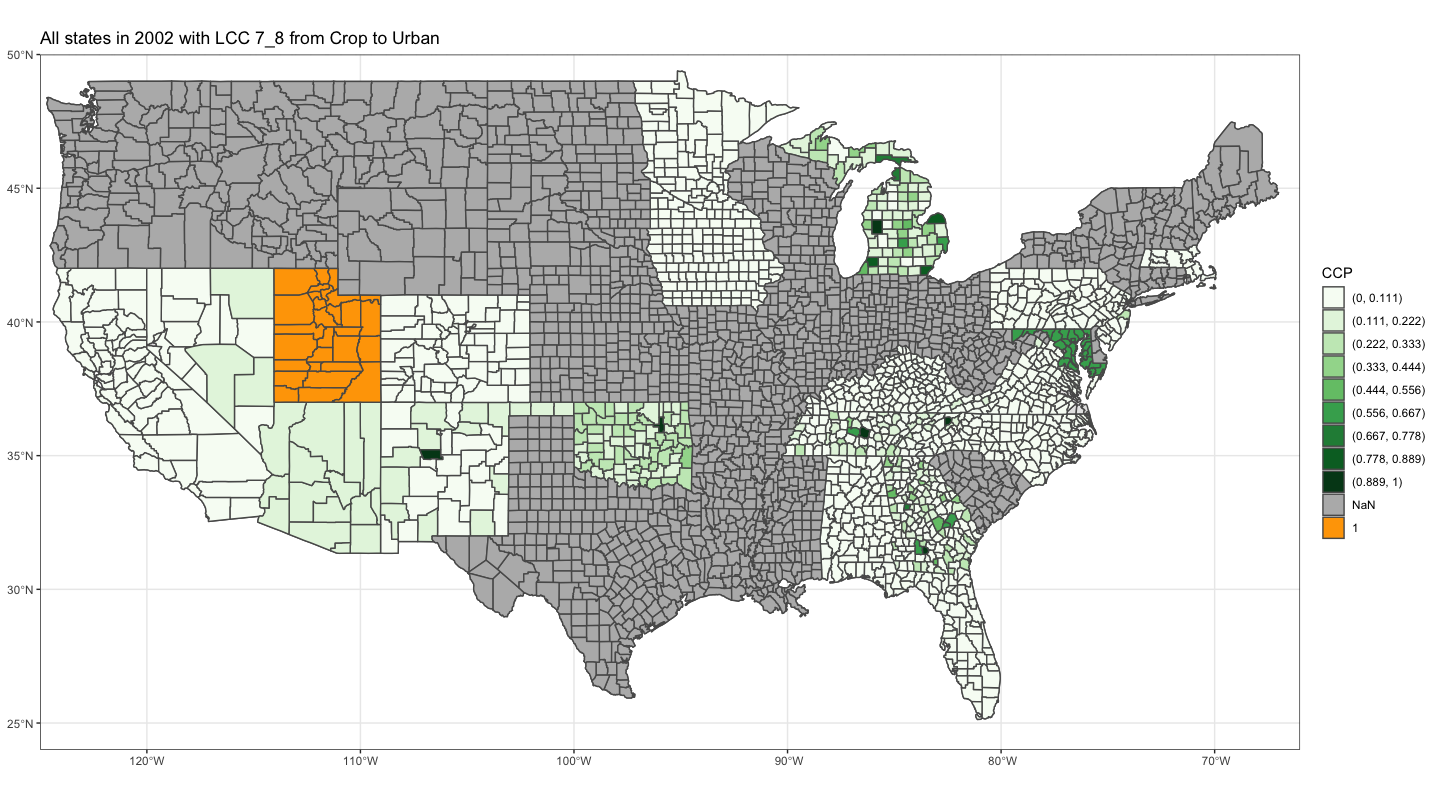 All states in 2002 with LCC 7_8 from Crop to Urban
50°N
45°N
40°N
35°N
30°N
25°N
120°W
110°W
100°W
90°W
80°W
70°W
CCP
(0, 0.111)
(0.111, 0.222)
(0.222, 0.333)
(0.333, 0.444)
(0.444, 0.556)
(0.556, 0.667)
(0.667, 0.778)
(0.778, 0.889)
(0.889, 1)
NaN
1